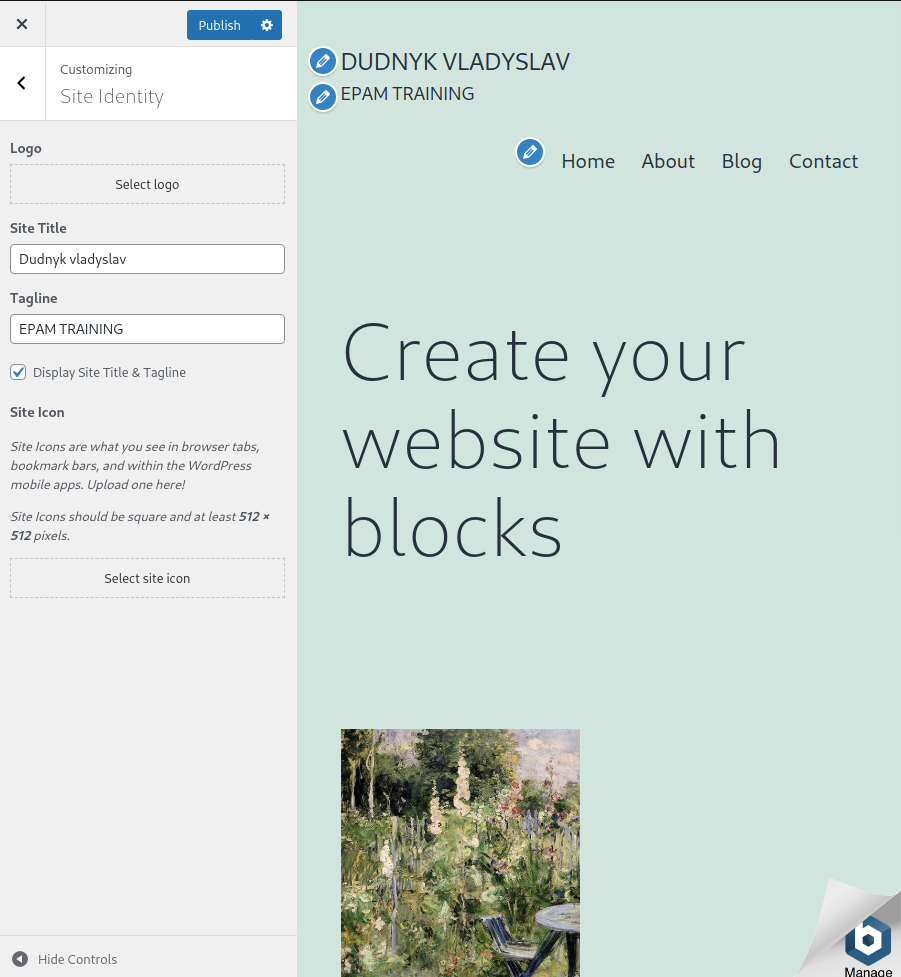 Publish
Customizing
Site Identity
Logo
Select logo
Site Title
Dudnyk vladyslav
Tagline
EPAM TRAINING
Display Site Title & Tagline
Site Icon
Site Icons are what you see in browser tabs,
bookmark bars, and within the WordPress
mobile apps. Upload one here!
Site Icons should be square and at least 512 ×
512 pixels.
Select site icon
Hide Controls
DUDNYK VLADYSLAV
EPAM TRAINING
Home About Blog Contact
Create your
website with
blocks
Manage